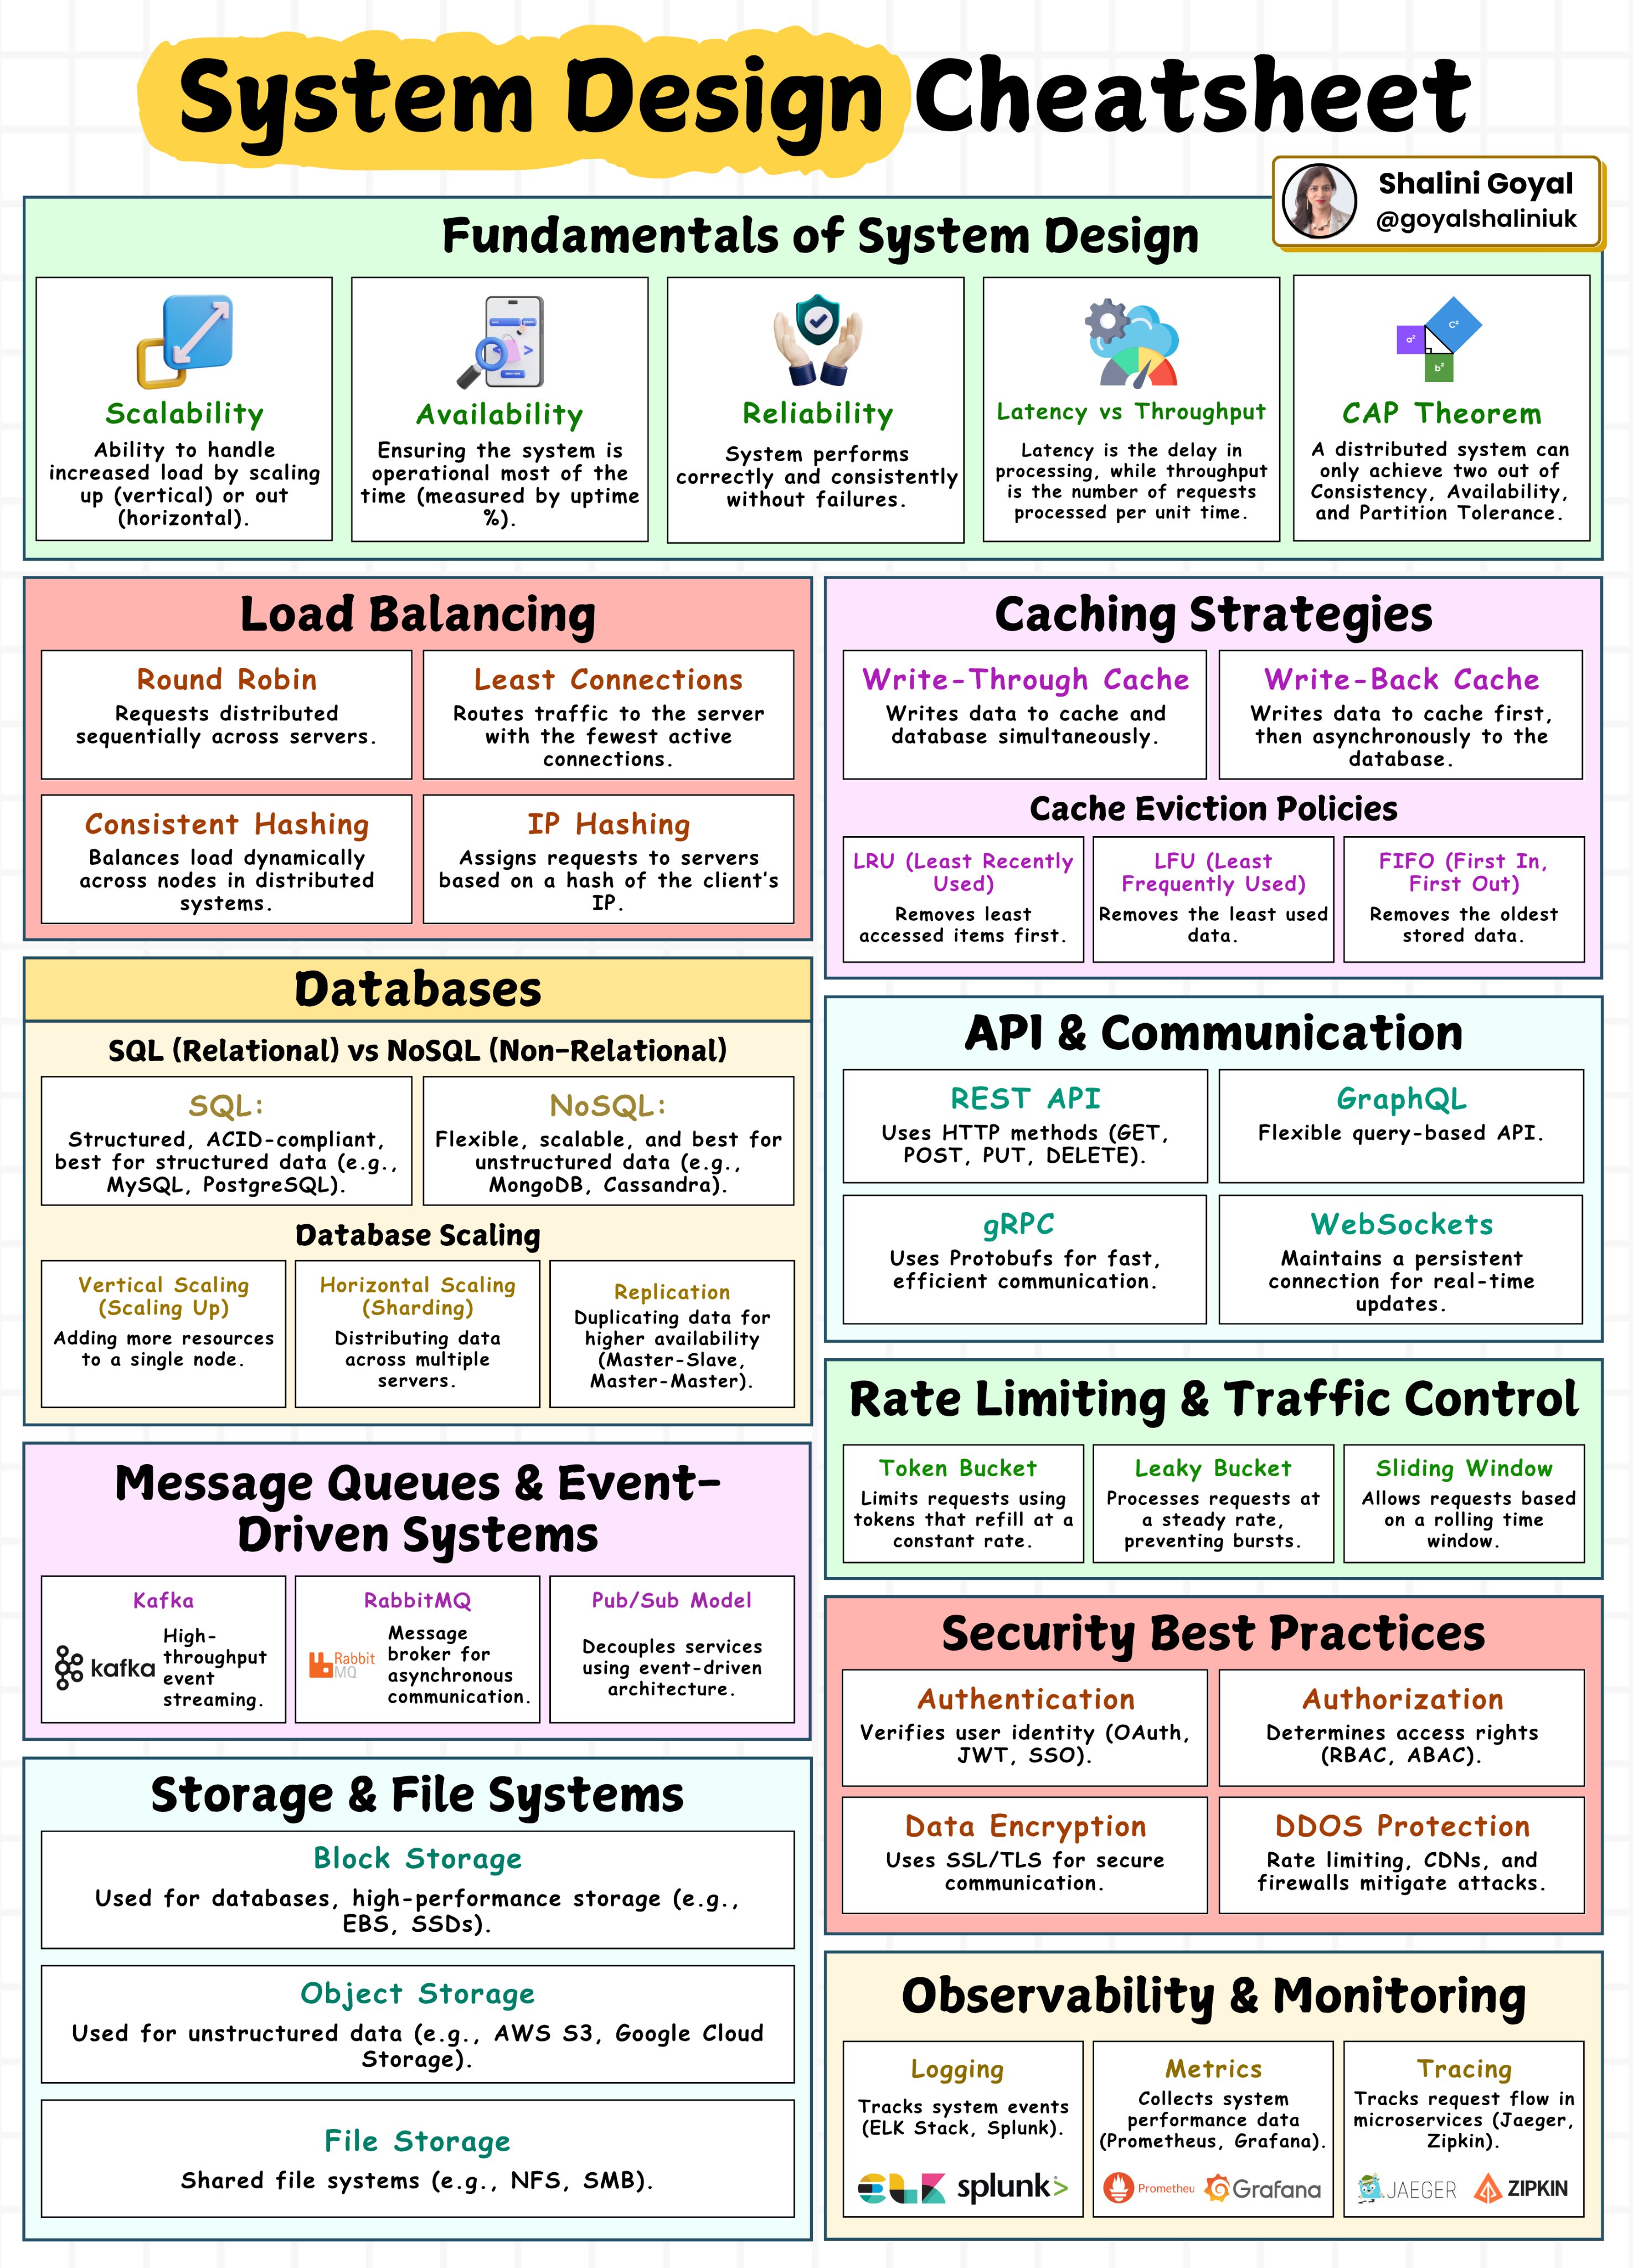 System Design Cheatsheet
Shalini Goyal
@goyalshaliniuk
Fundamentals of System Design
c²
a²
b²
Scalability
Ability to handle
increased load by scaling
up (vertical) or out
(horizontal).
Availability
Ensuring the system is
operational most of the
time (measured by uptime
%).
Reliability
System performs
correctly and consistently
without failures.
Latency vs Throughput
Latency is the delay in
processing, while throughput
is the number of requests
processed per unit time.
CAP Theorem
A distributed system can
only achieve two out of
Consistency, Availability,
and Partition Tolerance.
Load Balancing
Round Robin
Requests distributed
sequentially across servers.
Least Connections
Routes traffic to the server
with the fewest active
connections.
Consistent Hashing
Balances load dynamically
across nodes in distributed
systems.
IP Hashing
Assigns requests to servers
based on a hash of the client's
IP.
Caching Strategies
Write-Through Cache
Writes data to cache and
database simultaneously.
Write-Back Cache
Writes data to cache first,
then asynchronously to the
database.
Cache Eviction Policies
LRU (Least Recently
Used)
Removes least
accessed items first.
LFU (Least
Frequently Used)
Removes the least used
data.
FIFO (First In,
First Out)
Removes the oldest
stored data.
Databases
SQL (Relational) vs NoSQL (Non-Relational)
SQL:
Structured, ACID-compliant,
best for structured data (e.g.,
MySQL, PostgreSQL).
NoSQL:
Flexible, scalable, and best for
unstructured data (e.g.,
MongoDB, Cassandra).
Database Scaling
Vertical Scaling
(Scaling Up)
Adding more resources
to a single node.
Horizontal Scaling
(Sharding)
Distributing data
across multiple
servers.
Replication
Duplicating data for
higher availability
(Master-Slave,
Master-Master).
API & Communication
REST API
Uses HTTP methods (GET,
POST, PUT, DELETE).
GraphQL
Flexible query-based API.
gRPC
Uses Protobufs for fast,
efficient communication.
WebSockets
Maintains a persistent
connection for real-time
updates.
Rate Limiting & Traffic Control
Token Bucket
Limits requests using
tokens that refill at a
constant rate.
Leaky Bucket
Processes requests at
a steady rate,
preventing bursts.
Sliding Window
Allows requests based
on a rolling time
window.
Message Queues & Event-
Driven Systems
Kafka
kafka
High-
throughput
event
streaming.
RabbitMQ
Rabbit
MQ
Message
broker for
asynchronous
communication.
Pub/Sub Model
Decouples services
using event-driven
architecture.
Security Best Practices
Authentication
Verifies user identity (OAuth,
JWT, SSO).
Authorization
Determines access rights
(RBAC, ABAC).
Data Encryption
Uses SSL/TLS for secure
communication.
DDOS Protection
Rate limiting, CDNs, and
firewalls mitigate attacks.
Storage & File Systems
Block Storage
Used for databases, high-performance storage (e.g.,
EBS, SSDs).
Object Storage
Used for unstructured data (e.g., AWS S3, Google Cloud
Storage).
File Storage
Shared file systems (e.g., NFS, SMB).
Observability & Monitoring
Logging
Tracks system events
(ELK Stack, Splunk).
ELK splunk>
Metrics
Collects system
performance data
(Prometheus, Grafana).
Prometheu Grafana
Tracing
Tracks request flow in
microservices (Jaeger,
Zipkin).
JAEGER ZIPKIN